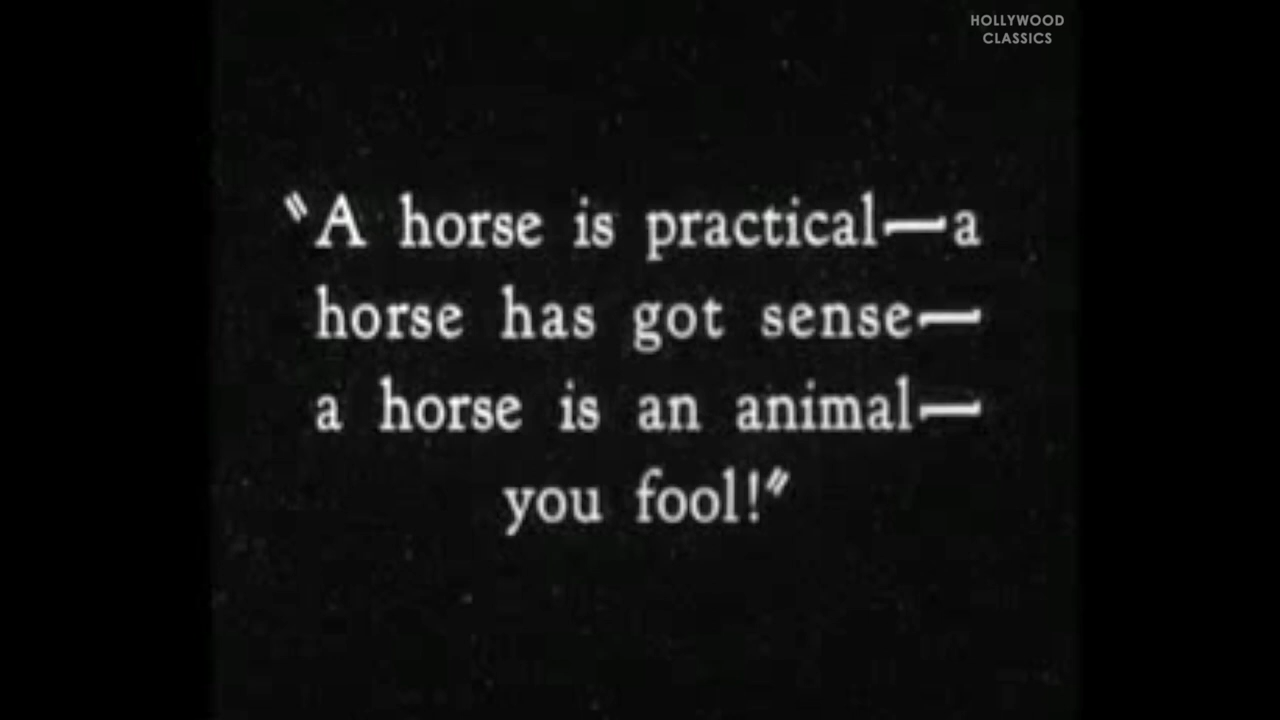 HOLLYWOOD
CLASSICS
"A horse is practical—a
horse has got sense—
a horse is an animal—
you fool!"